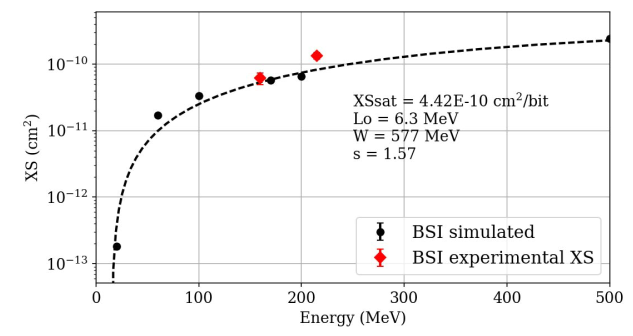 XS (cm²)
10⁻¹⁰
10⁻¹¹
10⁻¹²
10⁻¹³
XSsat = 4.42E-10 cm²/bit
Lo = 6.3 MeV
W = 577 MeV
s = 1.57
BSI simulated
BSI experimental XS
0 100 200 300 400 500
Energy (MeV)